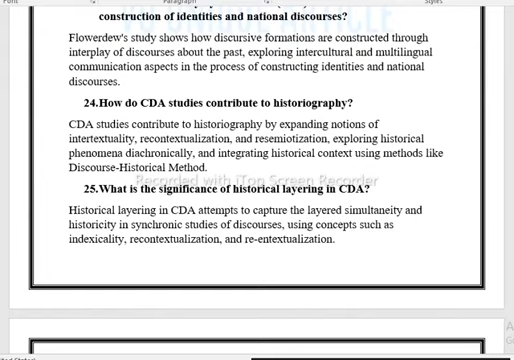 Font
Paragraph
Styles
construction of identities and national discourses?
Flowerdew's study shows how discursive formations are constructed through
interplay of discourses about the past, exploring intercultural and multilingual
communication aspects in the process of constructing identities and national
discourses.
24.How do CDA studies contribute to historiography?
CDA studies contribute to historiography by expanding notions of
intertextuality, recontextualization, and resemiotization, exploring historical
phenomena diachronically, and integrating historical context using methods like
Discourse-Historical Method.
Recorded with iTop Screen Recorder
25.What is the significance of historical layering in CDA?
Historical layering in CDA attempts to capture the layered simultaneity and
historicity in synchronic studies of discourses, using concepts such as
indexicality, recontextualization, and re-entextualization.